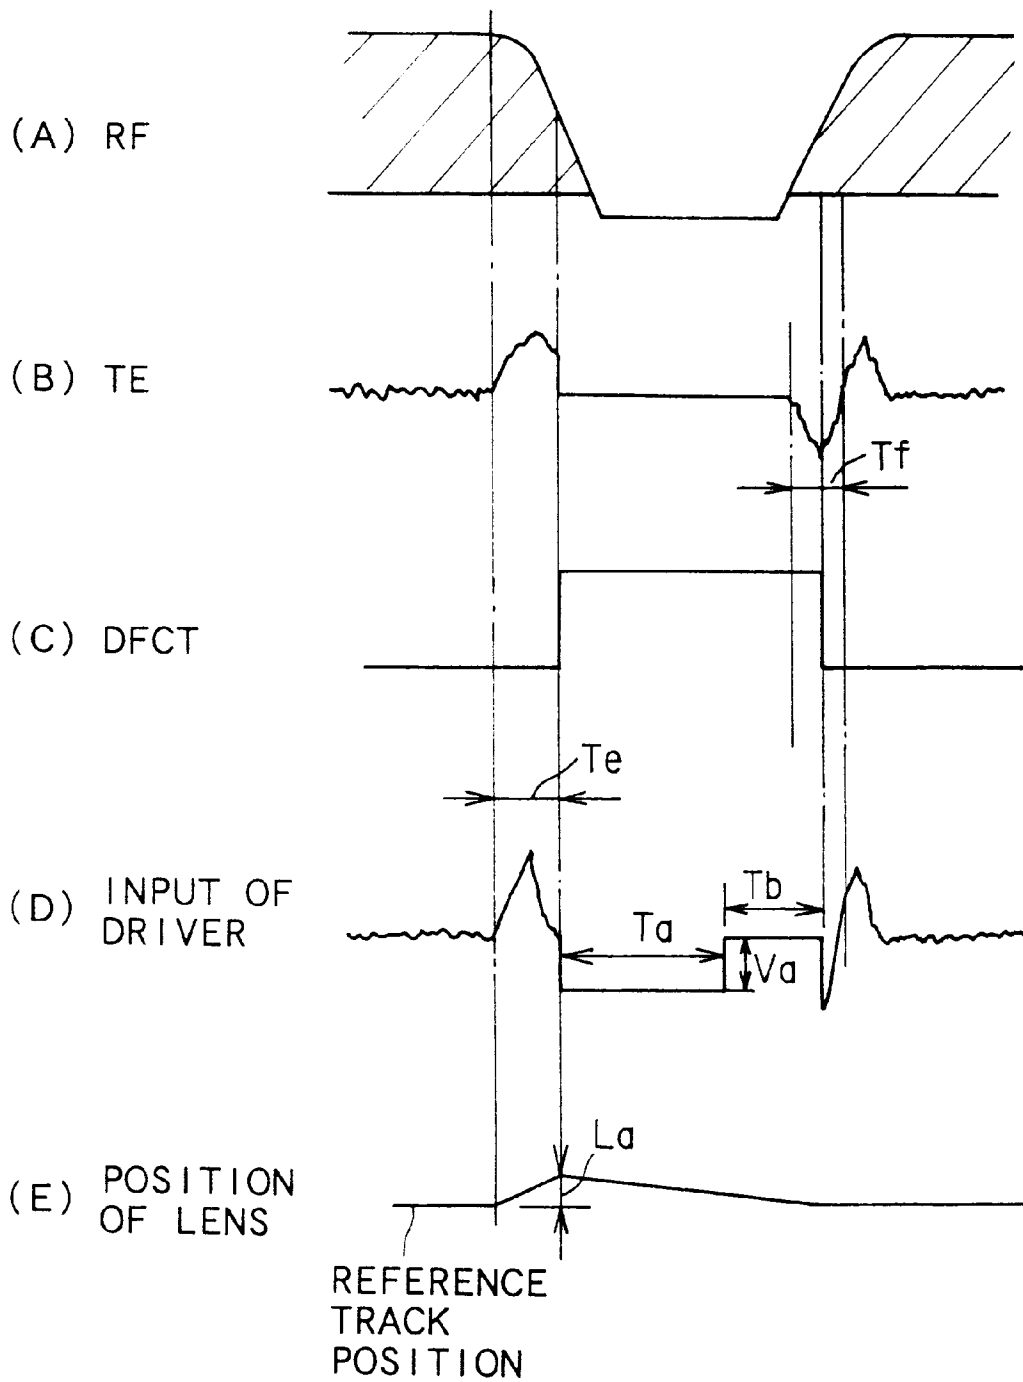 (A) RF
(B) TE
Tf
(C) DFCT
Te
(D) INPUT OF
DRIVER
Tb
Ta
Va
La
(E) POSITION
OF LENS
REFERENCE
TRACK
POSITION